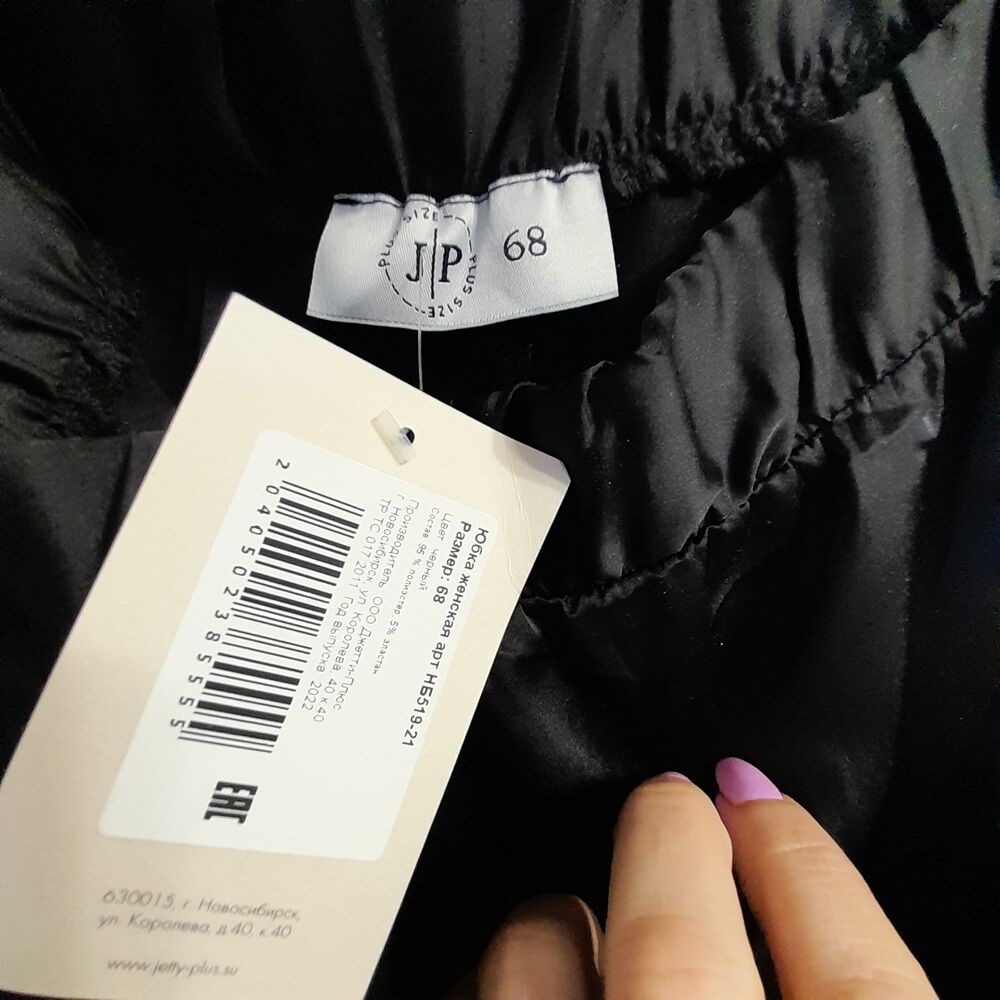 PLUS SIZE
J|P
PLUS SIZE
68
Юбка женская арт НБ519-21
Размер: 68
Цвет черный
Состав 95 % полиэстер 5% эластан
Производитель ООО Джетти-Плюс
г Новосибирск, ул Королева 40 к 40
ТР ТС 017 2011 Год выпуска 2022
2040502385555
EAC
630015, г. Новосибирск,
ул. Королева, д.40, к.40
www.jetty-plus.su